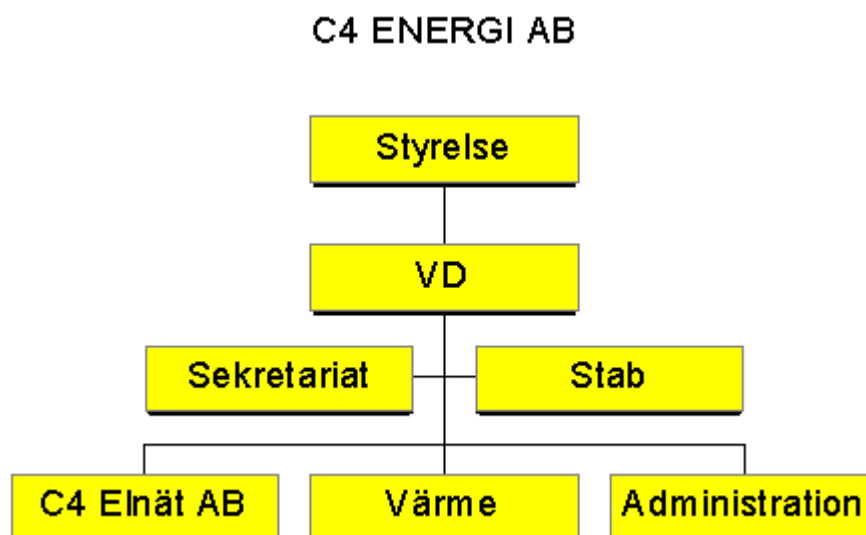 C4 ENERGI AB
Styrelse
VD
Sekretariat
Stab
C4 Elnät AB
Värme
Administration